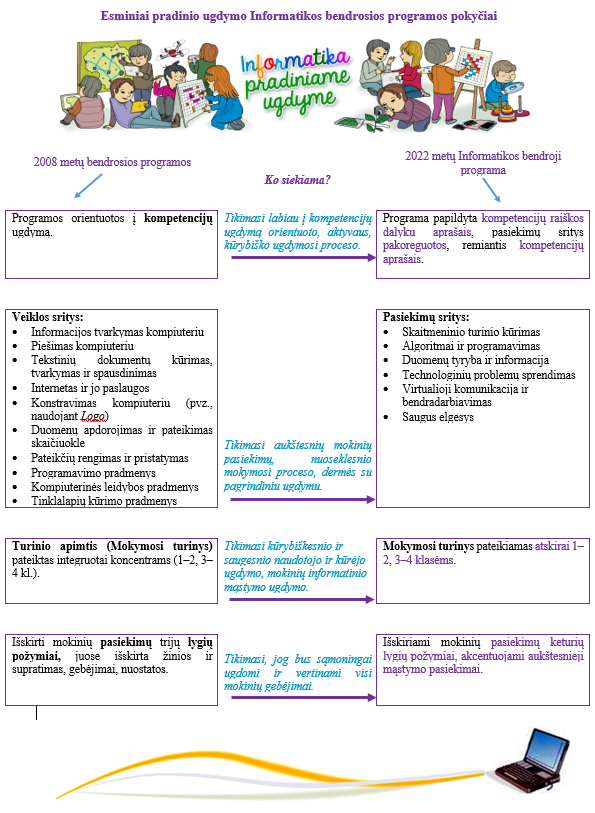 Esminiai pradinio ugdymo Informatikos bendrosios programos pokyčiai
Informatika
pradiniame
ugdyme
2008 metų bendrosios programos
2022 metų Informatikos bendroji
programa
Ko siekiama?
Programos orientuotos į kompetencijų
ugdymą.
Tikimasi labiau į kompetencijų
ugdymą orientuoto, aktyvaus,
kūrybiško ugdymosi proceso.
Programa papildyta kompetencijų raiškos
dalyku aprašais, pasiekimų sritys
pakoreguotos, remiantis kompetencijų
aprašais.
Veiklos sritys:
• Informacijos tvarkymas kompiuteriu
• Piešimas kompiuteriu
• Tekstinių dokumentų kūrimas,
tvarkymas ir spausdinimas
• Internetas ir jo paslaugos
• Konstravimas kompiuteriu (pvz.,
naudojant Logo)
• Duomenų apdorojimas ir pateikimas
skaičiuokle
• Pateikčių rengimas ir pristatymas
• Programavimo pradmenys
• Kompiuterinės leidybos pradmenys
• Tinklalapių kūrimo pradmenys
Tikimasi aukštesnių mokinių
pasiekimų, nuoseklesnio
mokymosi proceso, dermės su
pagrindiniu ugdymu.
Pasiekimų sritys:
• Skaitmeninio turinio kūrimas
• Algoritmai ir programavimas
• Duomenų tyryba ir informacija
• Technologinių problemų sprendimas
• Virtualioji komunikacija ir
bendradarbiavimas
• Saugus elgesys
Turinio apimtis (Mokymosi turinys)
pateiktas integruotai koncentrams (1–2, 3–
4 kl.).
Tikimasi kūrybiškesnio ir
saugesnio naudotojo ir kūrėjo
ugdymo, mokinių informatinio
mąstymo ugdymo.
Mokymosi turinys pateikiamas atskirai 1–
2, 3–4 klasėms.
Išskirti mokinių pasiekimų trijų lygių
požymiai, juose išskirta žinios ir
supratimas, gebėjimai, nuostatos.
Tikimasi, jog bus sąmoningai
ugdomi ir vertinami visi
mokinių gebėjimai.
Išskiriami mokinių pasiekimų keturių
lygių požymiai, akcentuojami aukštesnieji
mąstymo pasiekimai.